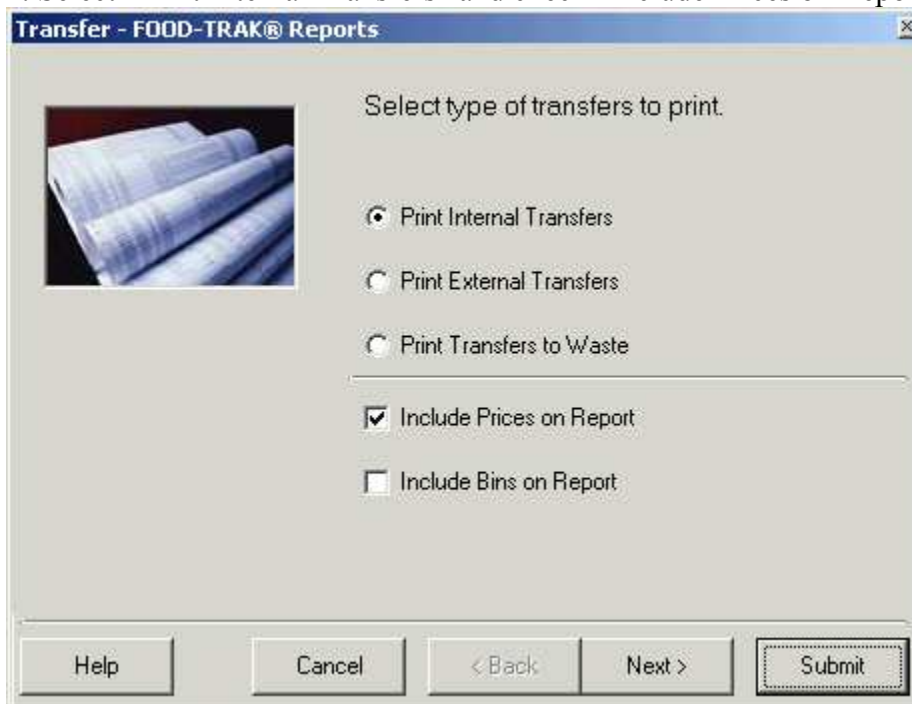 Transfer - FOOD-TRAK® Reports
Select type of transfers to print.
Print Internal Transfers
Print External Transfers
Print Transfers to Waste
Include Prices on Report
Include Bins on Report
Help Cancel < Back Next > Submit